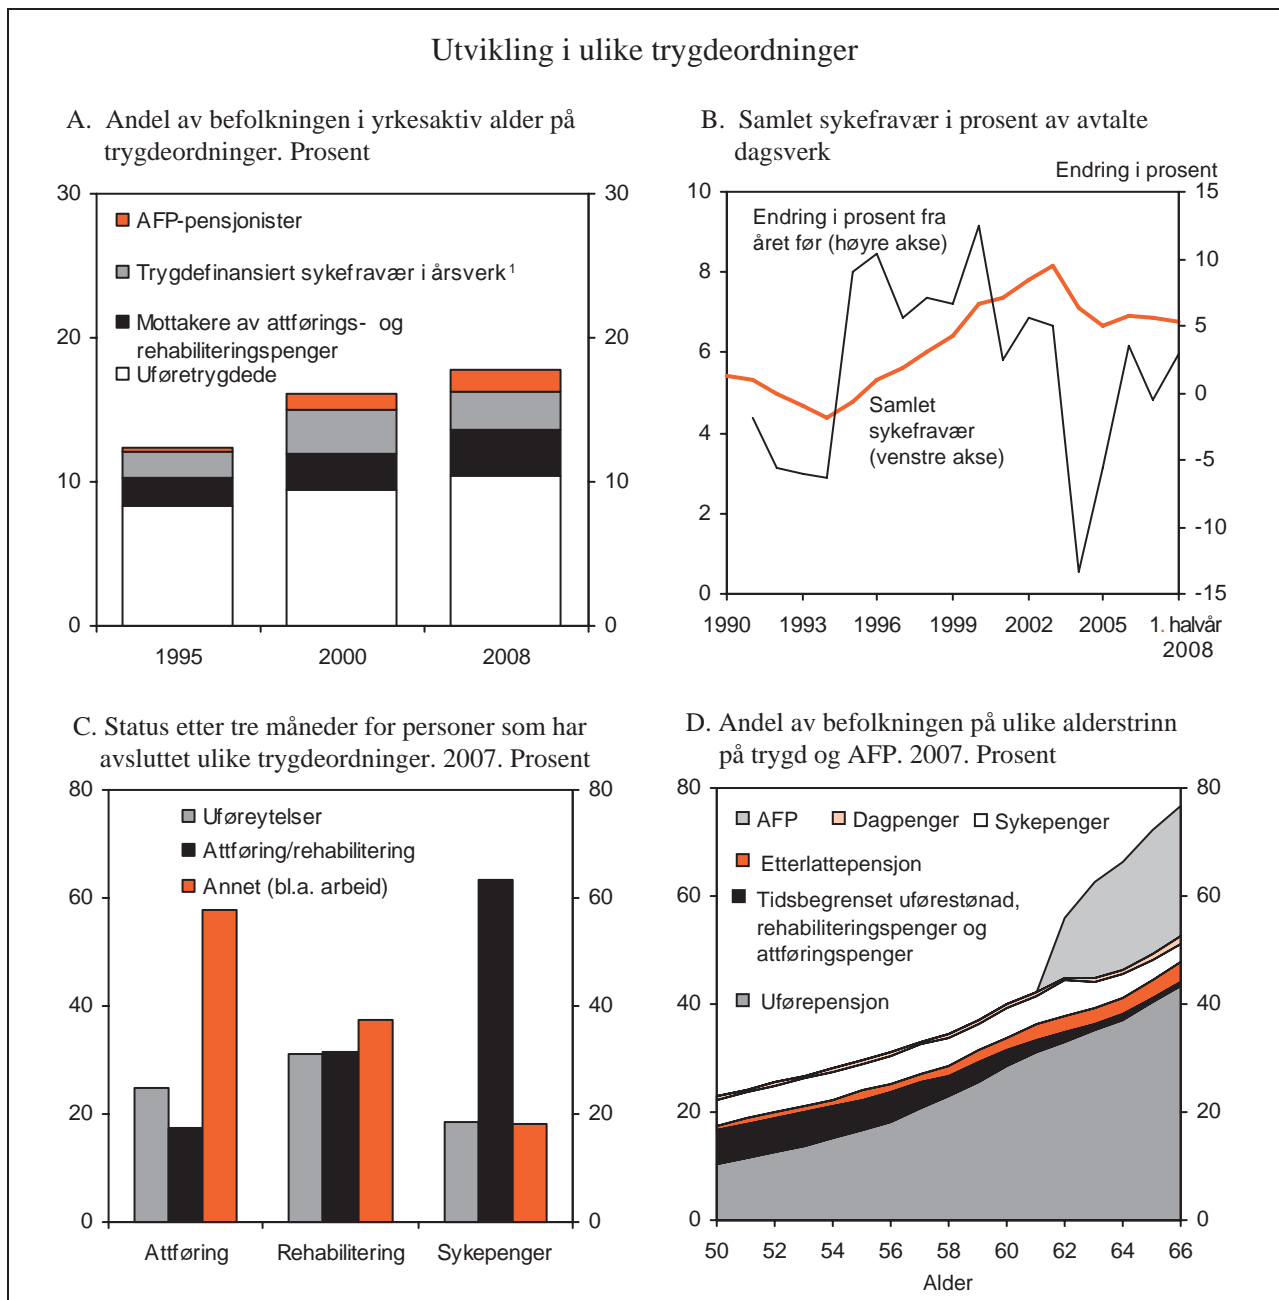 Utvikling i ulike trygdeordninger
A. Andel av befolkningen i yrkesaktiv alder på
trygdeordninger. Prosent
30
30
AFP-pensjonister
Trygdefinansiert sykefravær i årsverk¹
Mottakere av attførings- og
rehabiliteringspenger
Uføretrygdede
20
20
10
10
0
0
1995
2000
2008
B. Samlet sykefravær i prosent av avtalte
dagsverk
Endring i prosent
10
15
Endring i prosent fra
året før (høyre akse)
8
10
6
5
0
4
Samlet
sykefravær
(venstre akse)
-5
2
-10
0
-15
1990
1993
1996
1999
2002
2005
1. halvår
2008
C. Status etter tre måneder for personer som har
avsluttet ulike trygdeordninger. 2007. Prosent
80
80
Uføreytelser
Attføring/rehabilitering
Annet (bl.a. arbeid)
60
60
40
40
20
20
0
0
Attføring
Rehabilitering
Sykepenger
D. Andel av befolkningen på ulike alderstrinn
på trygd og AFP. 2007. Prosent
80
80
AFP
Dagpenger
Sykepenger
Etterlattepensjon
Tidsbegrenset uførestønad,
rehabiliteringspenger og
attføringspenger
Uførepensjon
60
60
40
40
20
20
0
0
50
52
54
56
58
60
62
64
66
Alder